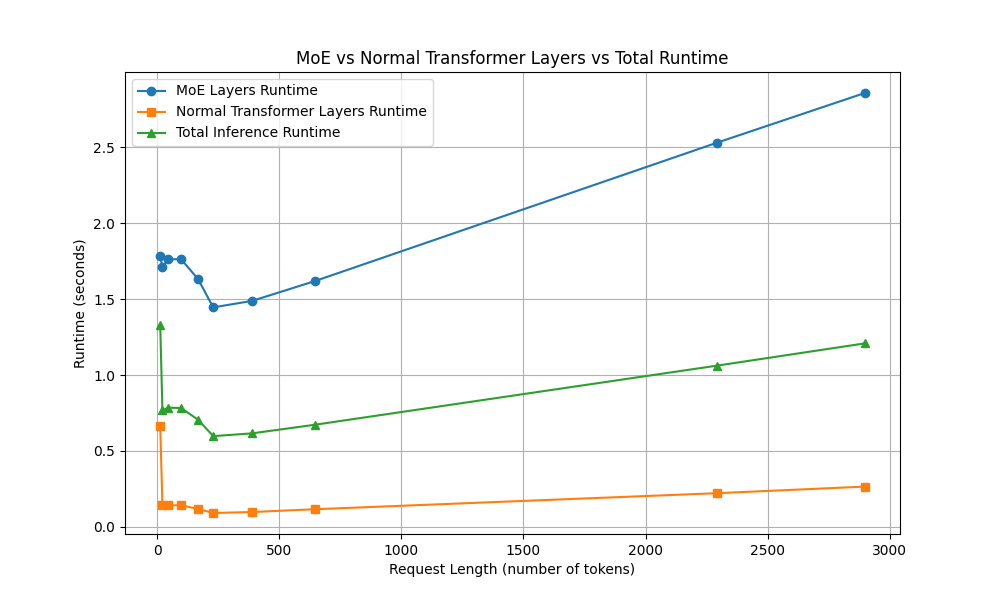 MoE vs Normal Transformer Layers vs Total Runtime
MoE Layers Runtime
Normal Transformer Layers Runtime
Total Inference Runtime
Runtime (seconds)
2.5
2.0
1.5
1.0
0.5
0.0
0 500 1000 1500 2000 2500 3000
Request Length (number of tokens)